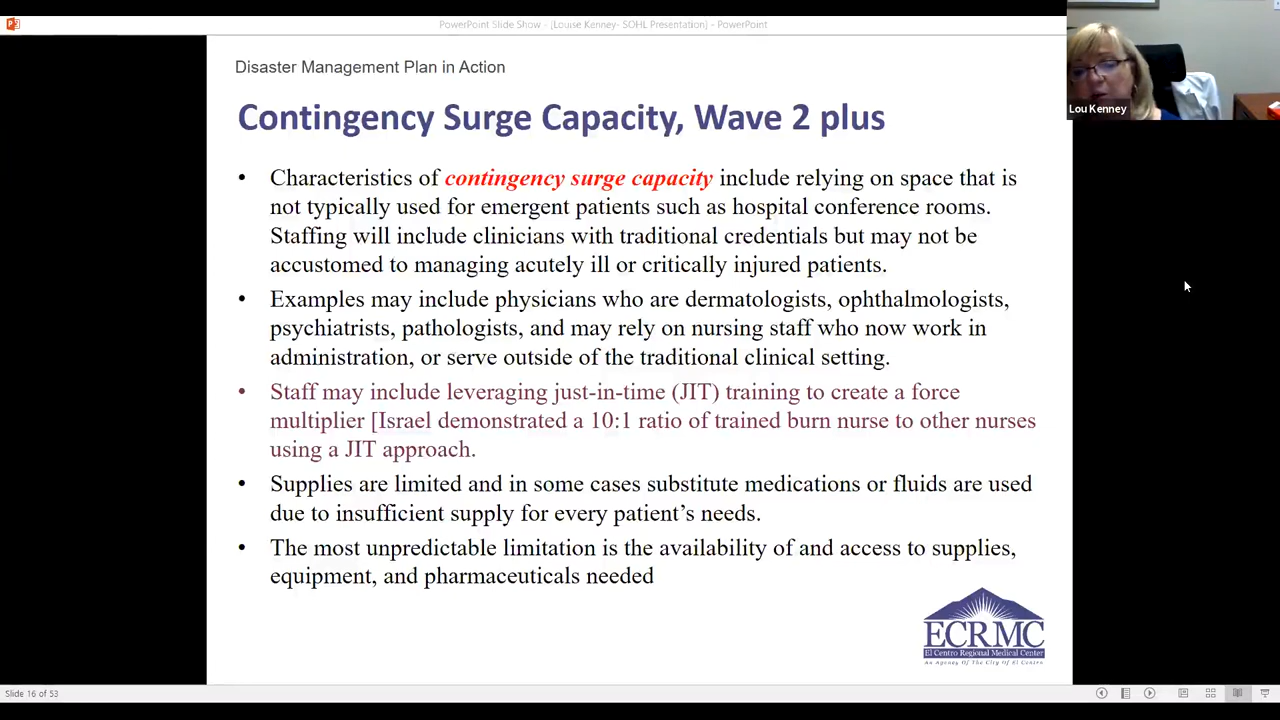 PowerPoint Slide Show - [Louise Kenney- SOHL Presentation] - PowerPoint
Lou Kenney
Disaster Management Plan in Action
Contingency Surge Capacity, Wave 2 plus
• Characteristics of contingency surge capacity include relying on space that is
not typically used for emergent patients such as hospital conference rooms.
Staffing will include clinicians with traditional credentials but may not be
accustomed to managing acutely ill or critically injured patients.
• Examples may include physicians who are dermatologists, ophthalmologists,
psychiatrists, pathologists, and may rely on nursing staff who now work in
administration, or serve outside of the traditional clinical setting.
• Staff may include leveraging just-in-time (JIT) training to create a force
multiplier [Israel demonstrated a 10:1 ratio of trained burn nurse to other nurses
using a JIT approach.
• Supplies are limited and in some cases substitute medications or fluids are used
due to insufficient supply for every patient’s needs.
• The most unpredictable limitation is the availability of and access to supplies,
equipment, and pharmaceuticals needed
ECRMC
El Centro Regional Medical Center
An Agency Of The City Of El Centro
Slide 16 of 53